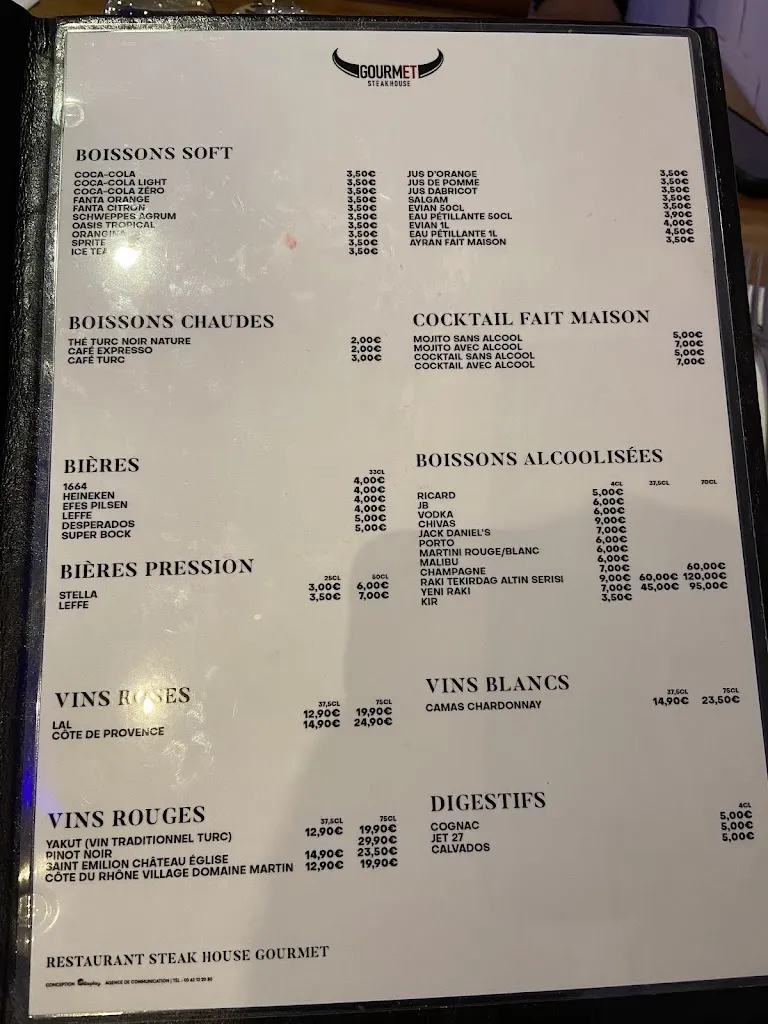 GOURMET
STEAKHOUSE
BOISSONS SOFT
COCA-COLA 3,50€
COCA-COLA LIGHT 3,50€
COCA-COLA ZÉRO 3,50€
FANTA ORANGE 3,50€
FANTA CITRON 3,50€
SCHWEPPES AGRUM 3,50€
OASIS TROPICAL 3,50€
ORANGINA 3,50€
SPRITE 3,50€
ICE TEA 3,50€
JUS D'ORANGE 3,50€
JUS DE POMME 3,50€
JUS DABRICOT 3,50€
SALGAM 3,50€
EVIAN 50CL 3,50€
EAU PÉTILLANTE 50CL 3,90€
EVIAN 1L 4,00€
EAU PÉTILLANTE 1L 4,50€
AYRAN FAIT MAISON 3,50€
BOISSONS CHAUDES
THÉ TURC NOIR NATURE 2,00€
CAFÉ EXPRESSO 2,00€
CAFÉ TURC 3,00€
COCKTAIL FAIT MAISON
MOJITO SANS ALCOOL 5,00€
MOJITO AVEC ALCOOL 7,00€
COCKTAIL SANS ALCOOL 5,00€
COCKTAIL AVEC ALCOOL 7,00€
BIÈRES
33CL
1664 4,00€
HEINEKEN 4,00€
EFES PILSEN 4,00€
LEFFE 4,00€
DESPERADOS 5,00€
SUPER BOCK 5,00€
BIÈRES PRESSION
25CL 50CL
STELLA 3,00€ 6,00€
LEFFE 3,50€ 7,00€
BOISSONS ALCOOLISÉES
4CL 37,5CL 70CL
RICARD 5,00€
JB 6,00€
VODKA 6,00€
CHIVAS 9,00€
JACK DANIEL'S 7,00€
PORTO 6,00€
MARTINI ROUGE/BLANC 6,00€
MALIBU 6,00€
CHAMPAGNE 7,00€ 60,00€
RAKI TEKIRDAG ALTIN SERISI 9,00€ 60,00€ 120,00€
YENI RAKI 7,00€ 45,00€ 95,00€
KIR 3,50€
VINS ROSES
37,5CL 75CL
LAL 12,90€ 19,90€
CÔTE DE PROVENCE 14,90€ 24,90€
VINS BLANCS
37,5CL 75CL
CAMAS CHARDONNAY 14,90€ 23,50€
VINS ROUGES
37,5CL 75CL
YAKUT (VIN TRADITIONNEL TURC) 12,90€ 19,90€
PINOT NOIR 29,90€
SAINT EMILION CHÂTEAU ÉGLISE 14,90€ 23,50€
CÔTE DU RHÔNE VILLAGE DOMAINE MARTIN 12,90€ 19,90€
DIGESTIFS
4CL
COGNAC 5,00€
JET 27 5,00€
CALVADOS 5,00€
RESTAURANT STEAK HOUSE GOURMET
CONCEPTION AGENCE DE COMMUNICATION | TEL